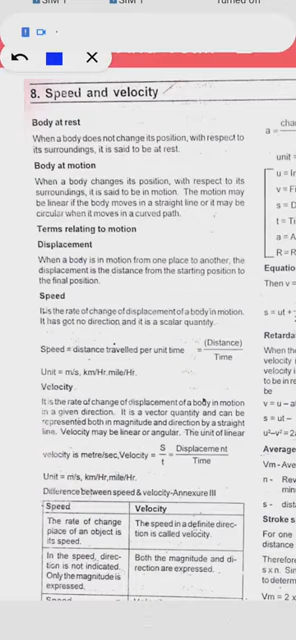 SIM 1
SIM 1
Turned off
8. Speed and velocity
Body at rest
When a body does not change its position, with respect to
its surroundings, it is said to be at rest.
Body at motion
When a body changes its position, with respect to its
surroundings, it is said to be in motion. The motion may
be linear if the body moves in a straight line or it may be
circular when it moves in a curved path.
Terms relating to motion
Displacement
When a body is in motion from one place to another, the
displacement is the distance from the starting position to
the final position.
Speed
It is the rate of change of displacement of a body in motion.
It has got no direction and it is a scalar quantity.
Speed = distance travelled per unit time = (Distance)
Time
Unit = m/s, km/Hr, mile/Hr.
Velocity
It is the rate of change of displacement of a body in motion
in a given direction. It is a vector quantity and can be
represented both in magnitude and direction by a straight
line. Velocity may be linear or angular. The unit of linear
velocity is metre/sec, Velocity = S/t = Displacement
Time
Unit = m/s, km/Hr, mile/Hr.
Difference between speed & velocity-Annexure III
Speed
Velocity
The rate of change
place of an object is
its speed.
The speed in a definite direc-
tion is called velocity.
In the speed, direc-
tion is not indicated.
Only the magnitude is
expressed.
Both the magnitude and di-
rection are expressed.
a =
unit =
u =
v =
s =
t =
a =
R =
Then v =
s = ut +
When the
velocity
velocity
to be in
be
v = u –
s = ut –
Average
n -
s -
Stroke
For one
distance
s x n.
Vm = 2 x